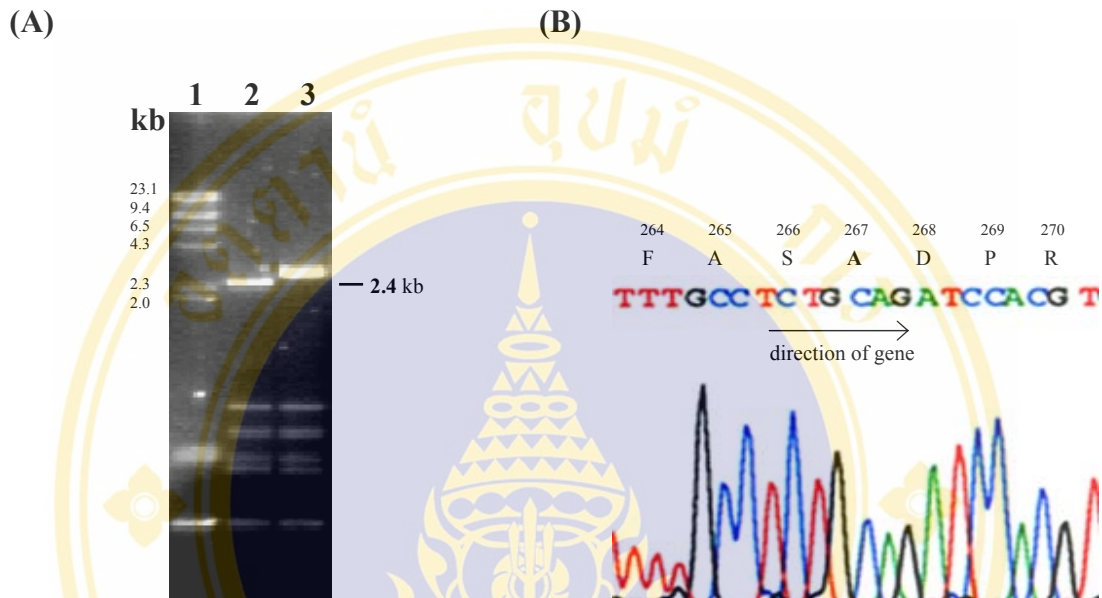 (A)
(B)
1 2 3
kb
23.1
9.4
6.5
4.3
2.3
2.0
2.4 kb
264 265 266 267 268 269 270
F A S A D P R
TTTGCCTCTGCAGATCCACGT
direction of gene